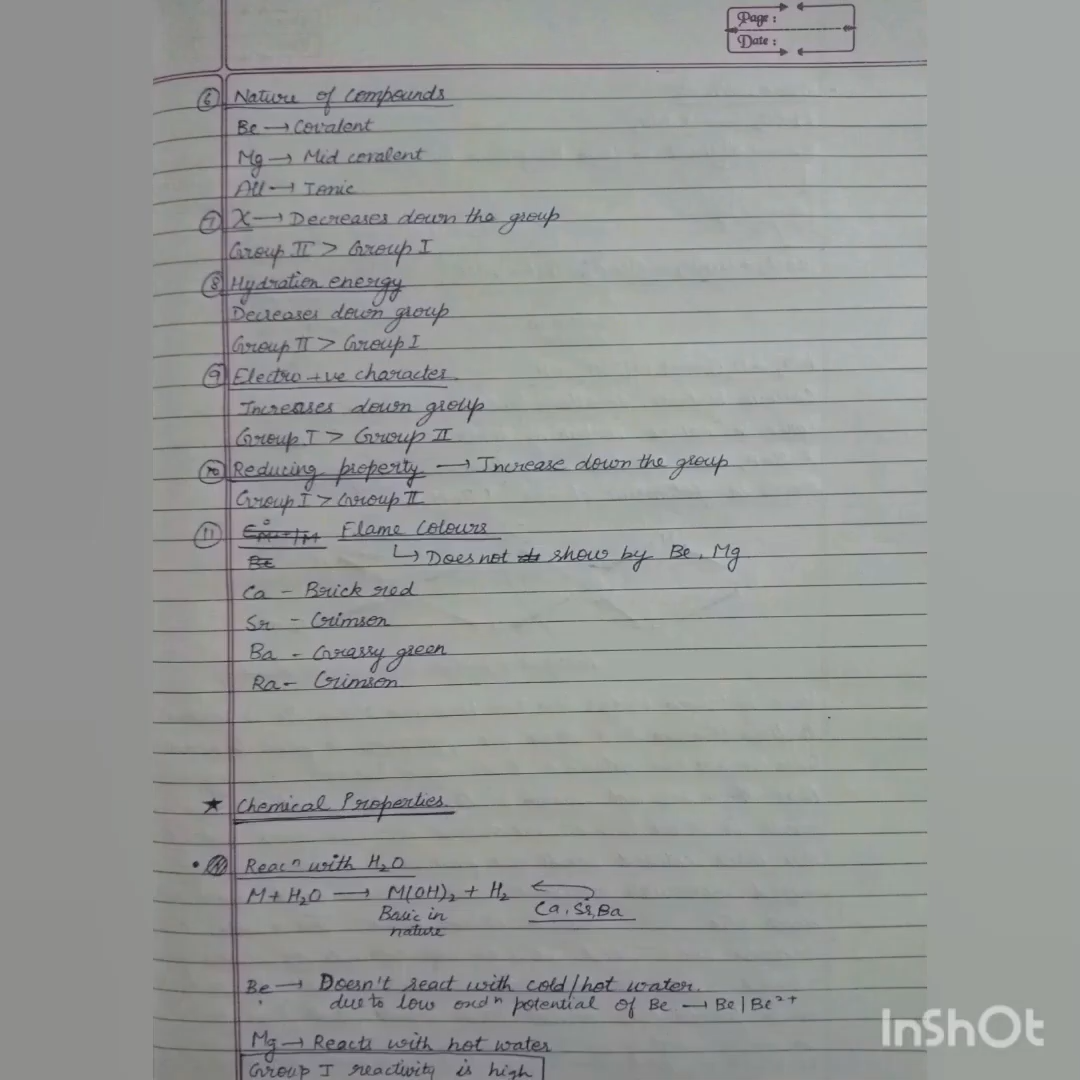 Page :
Date :
⑥ Nature of compounds
Be → Covalent
Mg → Mid covalent
All → Ionic
⑦ X → Decreases down the group
Group II > Group I
⑧ Hydration energy
Decreases down group
Group II > Group I
⑨ Electro +ve character
Increases down group
Group I > Group II
⑩ Reducing property → Increase down the group
Group I > Group II
⑪ Flame Colours
↳ Does not show by Be, Mg
Ca - Brick red
Sr - Crimson
Ba - Grassy green
Ra - Crimson
★ Chemical Properties.
• Reacⁿ with H₂O
M + H₂O → M(OH)₂ + H₂
Ca, Sr, Ba
Basic in
nature
Be → Doesn't react with cold/hot water.
due to low oxdⁿ potential of Be → Be|Be²⁺
Mg → Reacts with hot water
Group I reactivity is high
InShOt